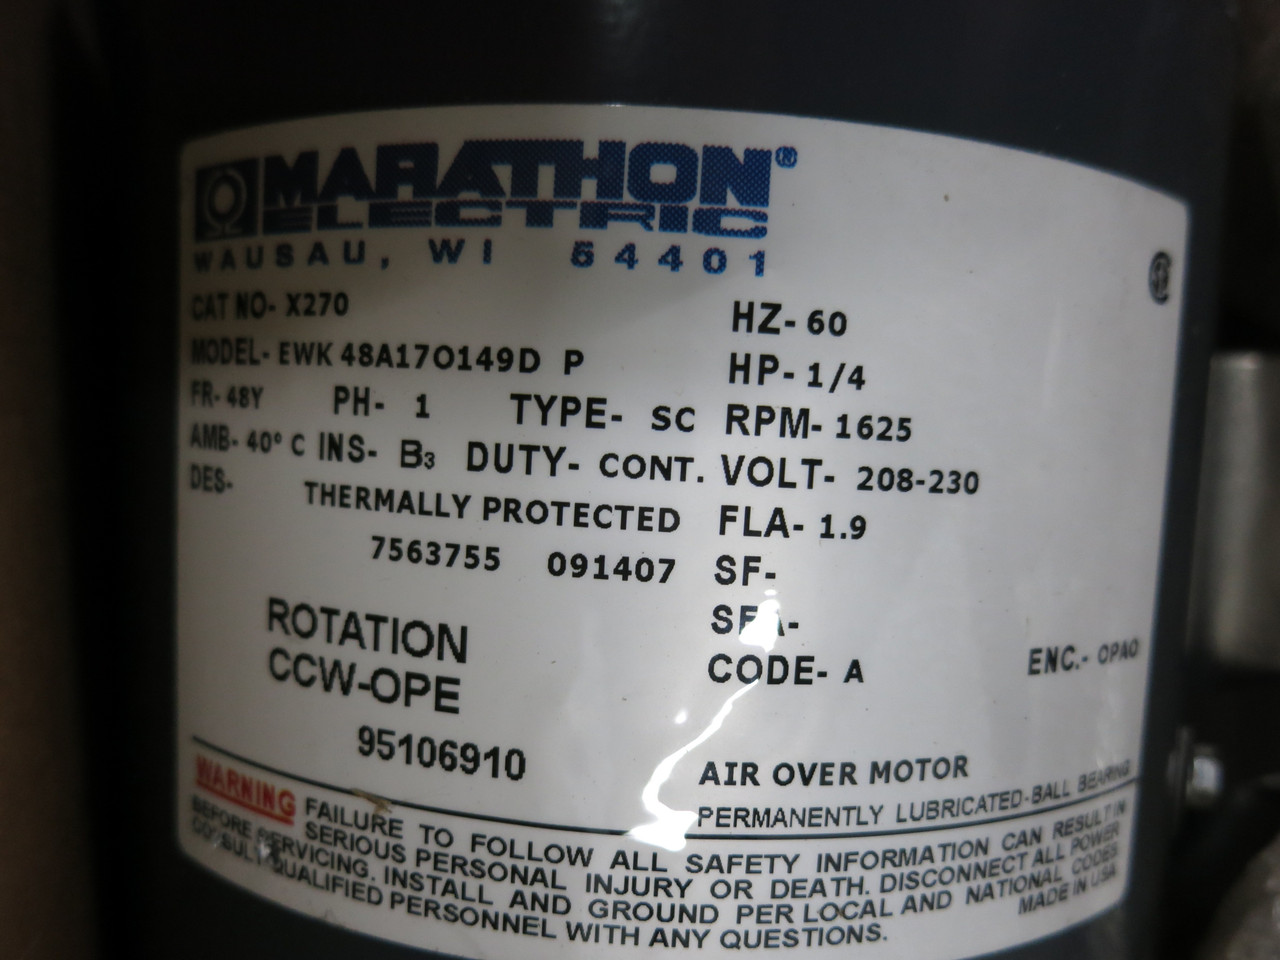 MARATHON®
ELECTRIC
WAUSAU, WI 54401
CAT NO- X270
MODEL- EWK 48A17O149D P
FR- 48Y PH- 1 TYPE- SC
AMB- 40° C INS- B3 DUTY- CONT.
DES- THERMALLY PROTECTED
7563755 091407
HZ- 60
HP- 1/4
RPM- 1625
VOLT- 208-230
FLA- 1.9
SF-
SFA-
CODE- A
ENC.- OPAO
ROTATION
CCW-OPE
95106910
AIR OVER MOTOR
PERMANENTLY LUBRICATED-BALL BEARING
WARNING FAILURE TO FOLLOW ALL SAFETY INFORMATION CAN RESULT IN
SERIOUS PERSONAL INJURY OR DEATH. DISCONNECT ALL POWER
BEFORE SERVICING. INSTALL AND GROUND PER LOCAL AND NATIONAL CODES.
CONSULT QUALIFIED PERSONNEL WITH ANY QUESTIONS.
MADE IN USA